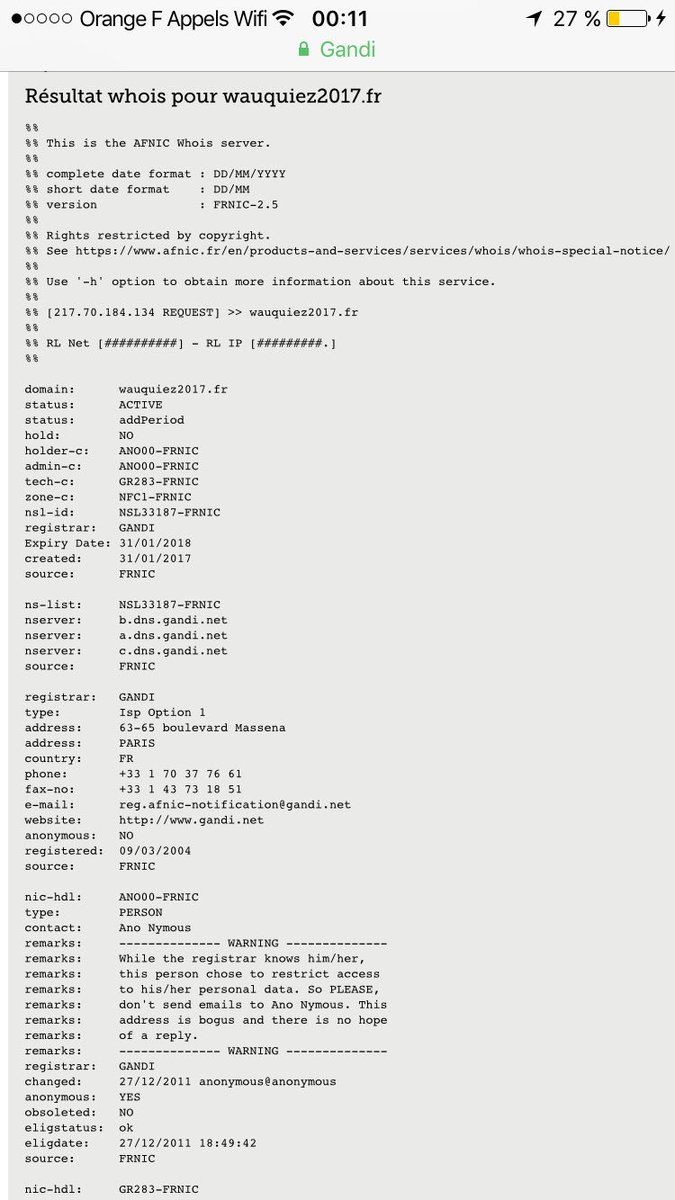 Orange F Appels Wifi 00:11 27 %
Gandi
Résultat whois pour wauquiez2017.fr
%%
%% This is the AFNIC Whois server.
%%
%% complete date format : DD/MM/YYYY
%% short date format    : DD/MM
%% version              : FRNIC-2.5
%%
%% Rights restricted by copyright.
%% See https://www.afnic.fr/en/products-and-services/services/whois/whois-special-notice/
%%
%% Use '-h' option to obtain more information about this service.
%%
%% [217.70.184.134 REQUEST] >> wauquiez2017.fr
%%
%% RL Net [##########] - RL IP [#########.]
%%
domain:      wauquiez2017.fr
status:      ACTIVE
status:      addPeriod
hold:        NO
holder-c:    ANO00-FRNIC
admin-c:     ANO00-FRNIC
tech-c:      GR283-FRNIC
zone-c:      NFC1-FRNIC
nsl-id:      NSL33187-FRNIC
registrar:   GANDI
Expiry Date: 31/01/2018
created:     31/01/2017
source:      FRNIC
ns-list:     NSL33187-FRNIC
nserver:     b.dns.gandi.net
nserver:     a.dns.gandi.net
nserver:     c.dns.gandi.net
source:      FRNIC
registrar:   GANDI
type:        Isp Option 1
address:     63-65 boulevard Massena
address:     PARIS
country:     FR
phone:       +33 1 70 37 76 61
fax-no:      +33 1 43 73 18 51
e-mail:      reg.afnic-notification@gandi.net
website:     http://www.gandi.net
anonymous:   NO
registered:  09/03/2004
source:      FRNIC
nic-hdl:     ANO00-FRNIC
type:        PERSON
contact:     Ano Nymous
remarks:     -------------- WARNING --------------
remarks:     While the registrar knows him/her,
remarks:     this person chose to restrict access
remarks:     to his/her personal data. So PLEASE,
remarks:     don't send emails to Ano Nymous. This
remarks:     address is bogus and there is no hope
remarks:     of a reply.
remarks:     -------------- WARNING --------------
registrar:   GANDI
changed:     27/12/2011 anonymous@anonymous
anonymous:   YES
obsoleted:   NO
eligstatus:  ok
eligdate:    27/12/2011 18:49:42
source:      FRNIC
nic-hdl:     GR283-FRNIC